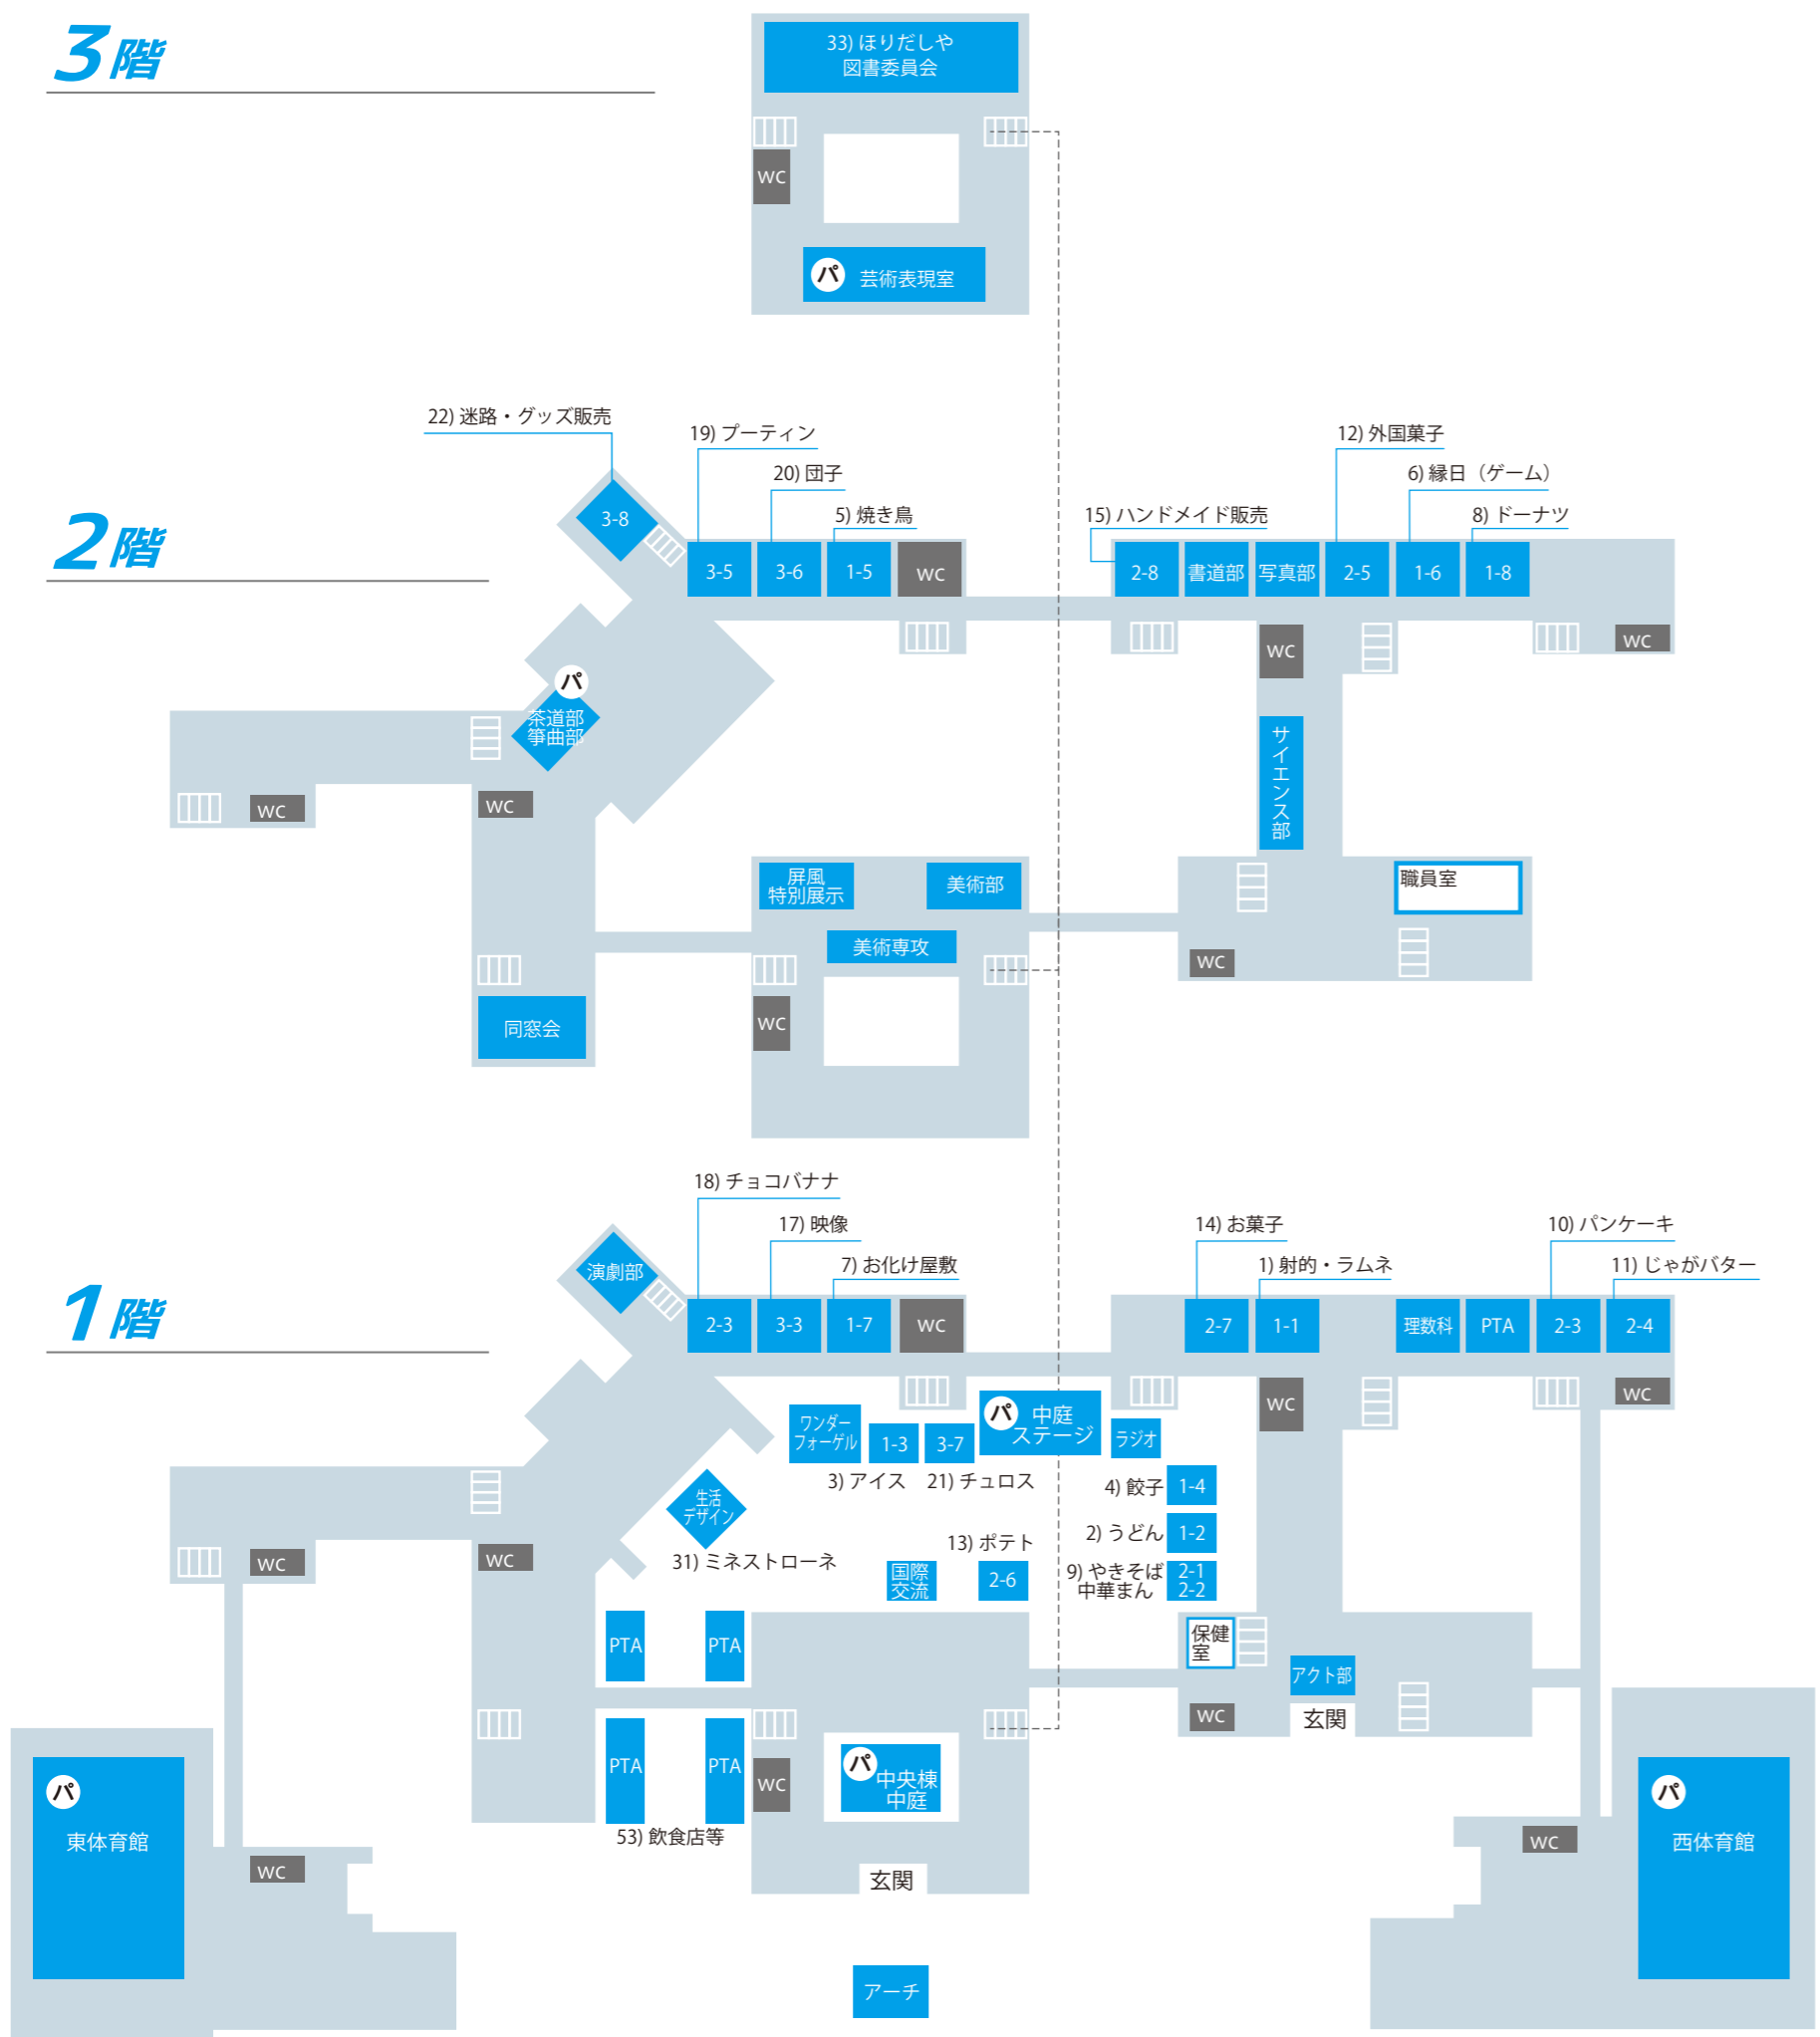 3階
33) ほりだしや
図書委員会
WC
パ 芸術表現室
2階
22) 迷路・グッズ販売
19) プーティン
20) 団子
5) 焼き鳥
12) 外国菓子
6) 縁日（ゲーム）
8) ドーナツ
15) ハンドメイド販売
3-8
3-5
3-6
1-5
WC
2-8
書道部
写真部
2-5
1-6
1-8
WC
WC
パ
茶道部
箏曲部
サイエンス部
WC
WC
屏風
特別展示
美術部
職員室
美術専攻
WC
WC
同窓会
1階
18) チョコバナナ
17) 映像
7) お化け屋敷
14) お菓子
1) 射的・ラムネ
10) パンケーキ
11) じゃがバター
演劇部
2-3
3-3
1-7
WC
2-7
1-1
理数科
PTA
2-3
2-4
WC
WC
ワンダー
フォーゲル
1-3
3-7
パ 中庭
ステージ
ラジオ
3) アイス
21) チュロス
4) 餃子
1-4
生活
デザイン
2) うどん
1-2
31) ミネストローネ
13) ポテト
国際
交流
2-6
9) やきそば
中華まん
2-1
2-2
WC
WC
PTA
PTA
保健
室
アクト部
WC
玄関
PTA
PTA
WC
パ 中央棟
中庭
53) 飲食店等
玄関
パ
東体育館
WC
WC
パ
西体育館
アーチ